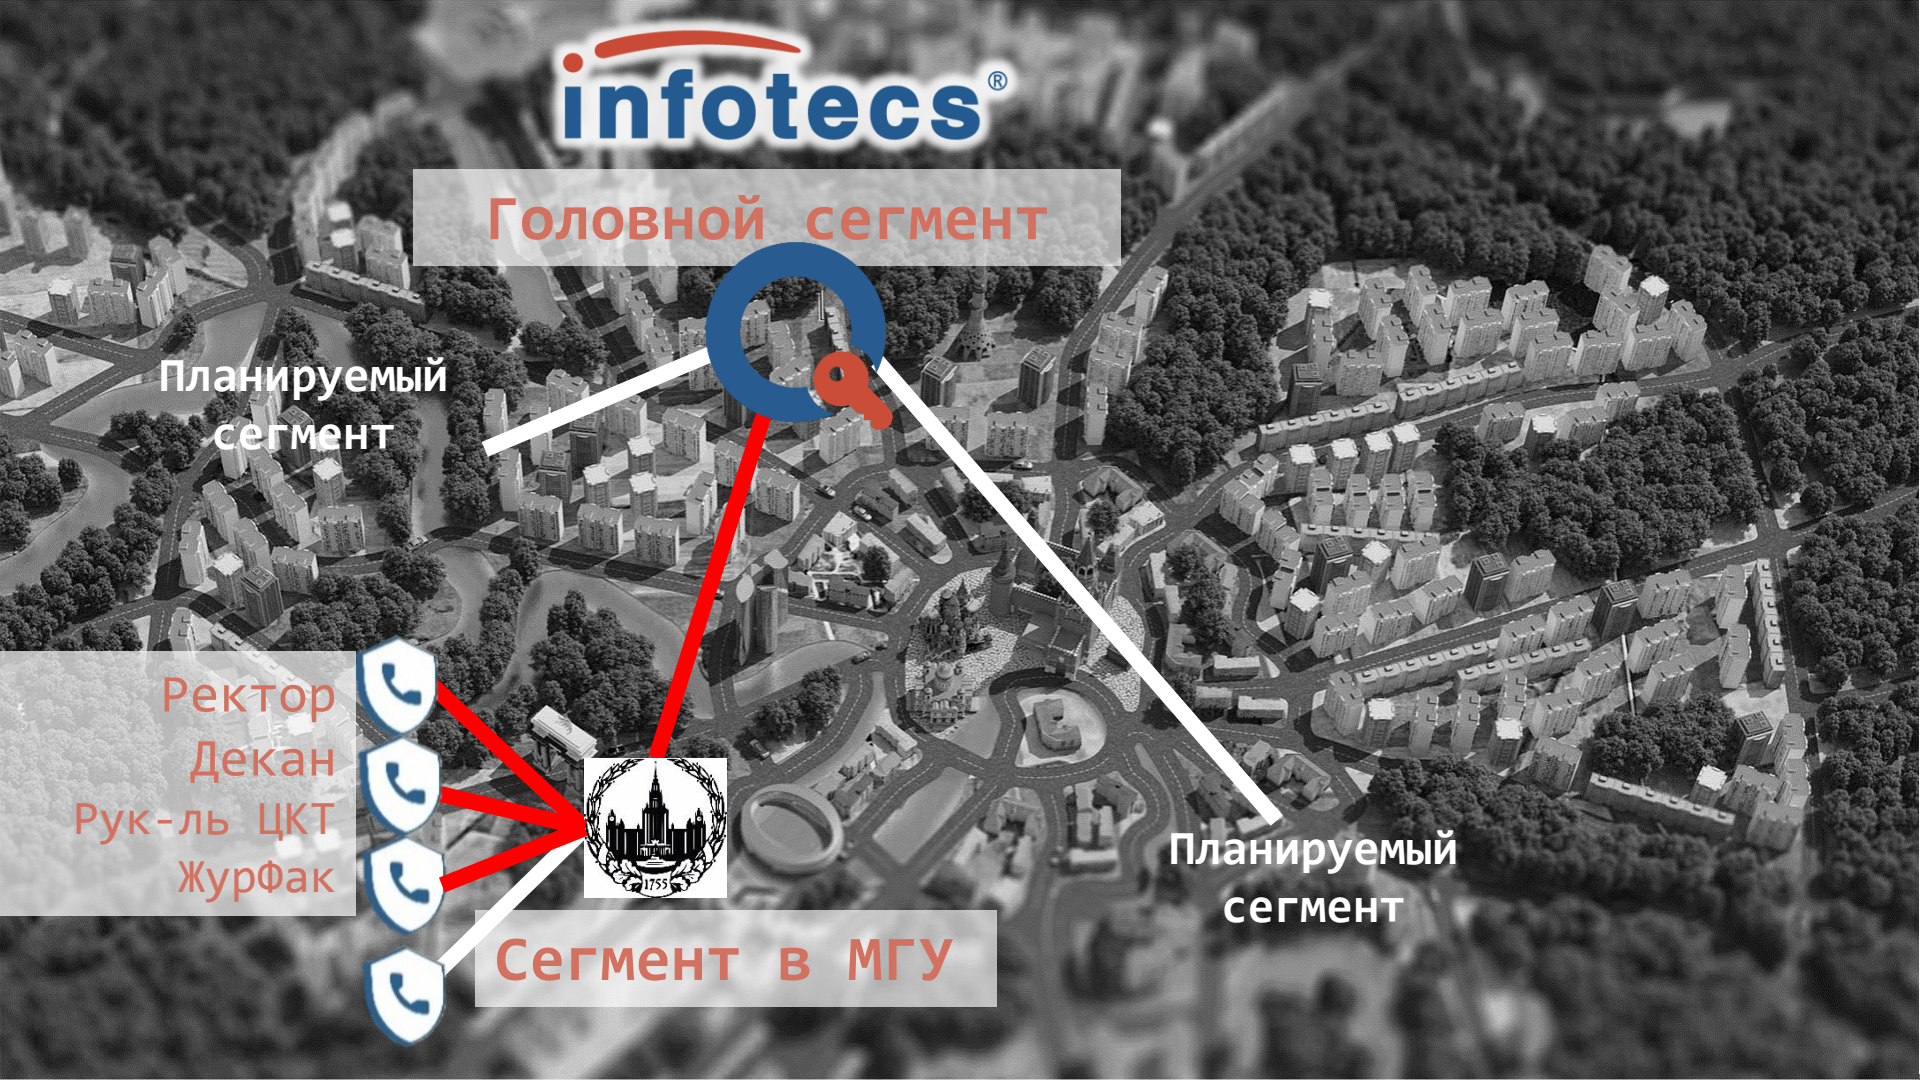 infotecs®
Головной сегмент
Планируемый
сегмент
Ректор
Декан
Рук-ль ЦКТ
ЖурФак
1755
Сегмент в МГУ
Планируемый
сегмент